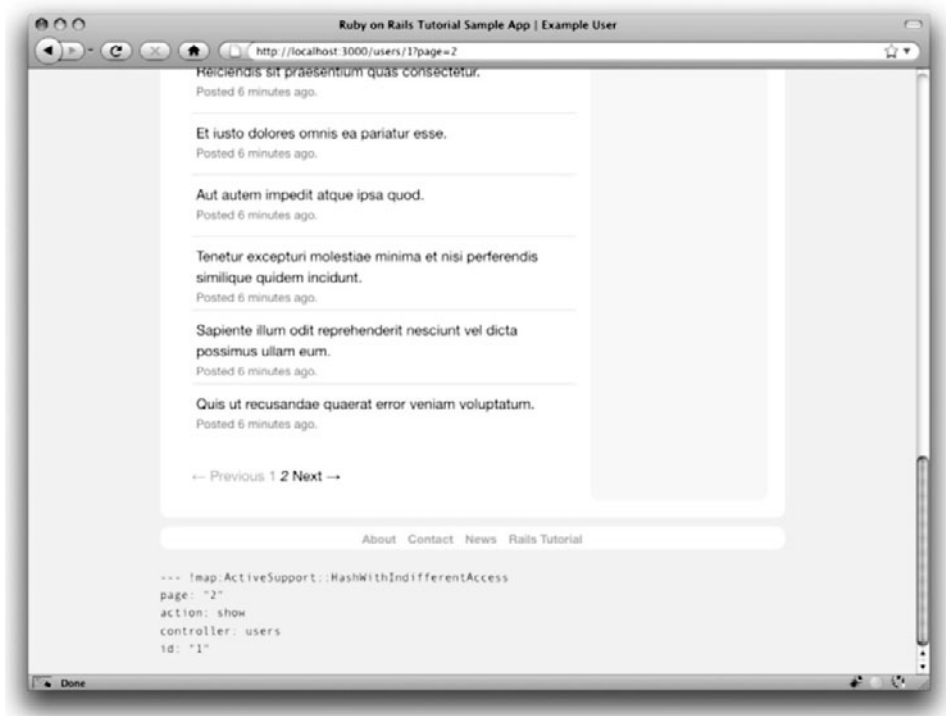 Ruby on Rails Tutorial Sample App | Example User
http://localhost:3000/users/1?page=2
Reiciendis sit praesentium quas consectetur.
Posted 6 minutes ago.
Et iusto dolores omnis ea pariatur esse.
Posted 6 minutes ago.
Aut autem impedit atque ipsa quod.
Posted 6 minutes ago.
Tenetur excepturi molestiae minima et nisi perferendis
similique quidem incidunt.
Posted 6 minutes ago.
Sapiente illum odit reprehenderit nesciunt vel dicta
possimus ullam eum.
Posted 6 minutes ago.
Quis ut recusandae quaerat error veniam voluptatum.
Posted 6 minutes ago.
← Previous 1 2 Next →
About Contact News Rails Tutorial
--- !map:ActiveSupport::HashWithIndifferentAccess
page: "2"
action: show
controller: users
id: "1"
Done